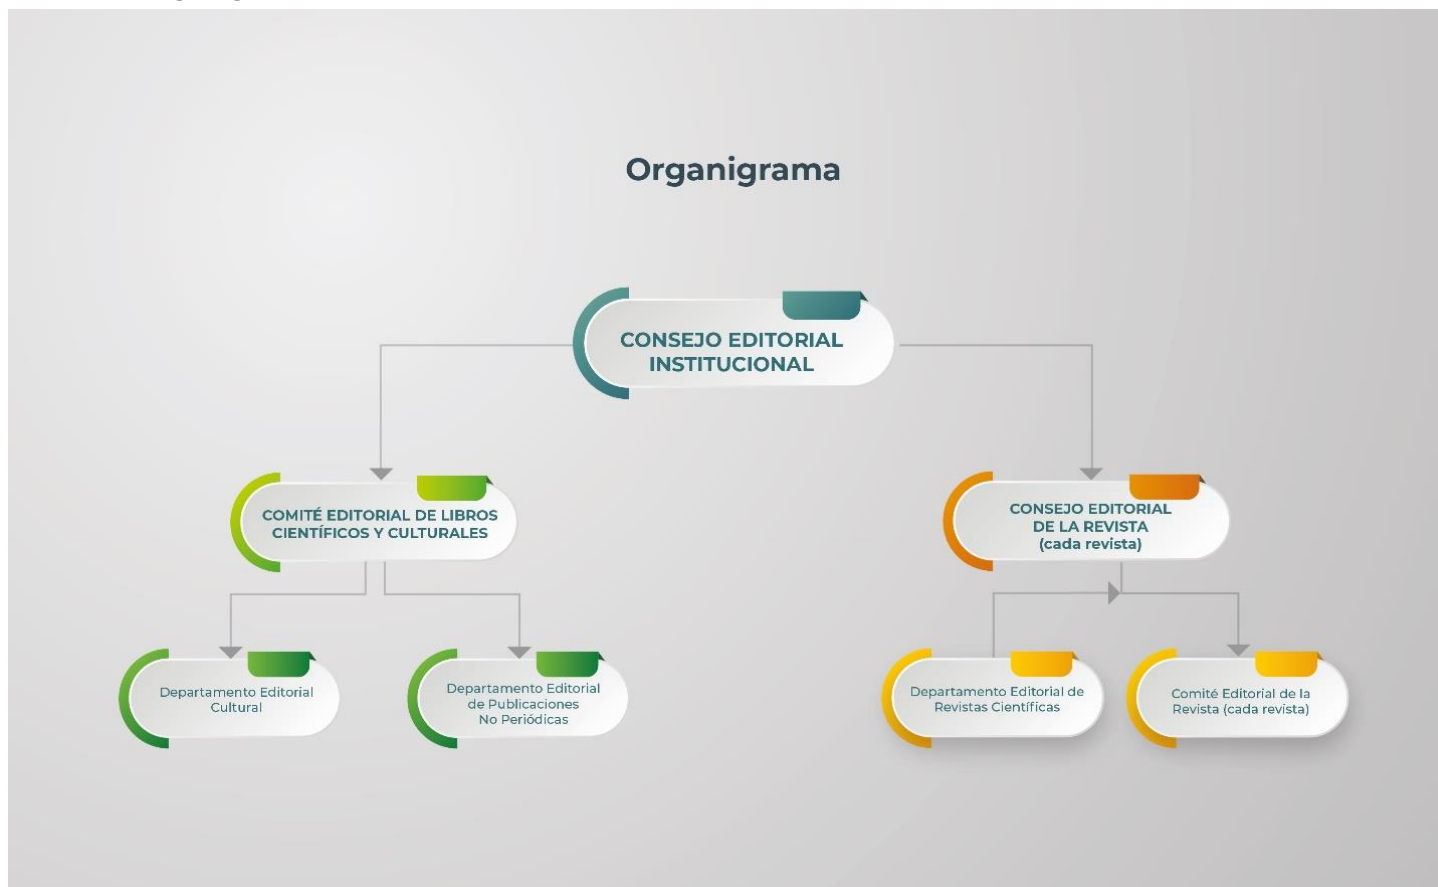 Organigrama
CONSEJO EDITORIAL
INSTITUCIONAL
COMITÉ EDITORIAL DE LIBROS
CIENTÍFICOS Y CULTURALES
CONSEJO EDITORIAL
DE LA REVISTA
(cada revista)
Departamento Editorial
Cultural
Departamento Editorial
de Publicaciones
No Periódicas
Departamento Editorial de
Revistas Científicas
Comité Editorial de la
Revista (cada revista)